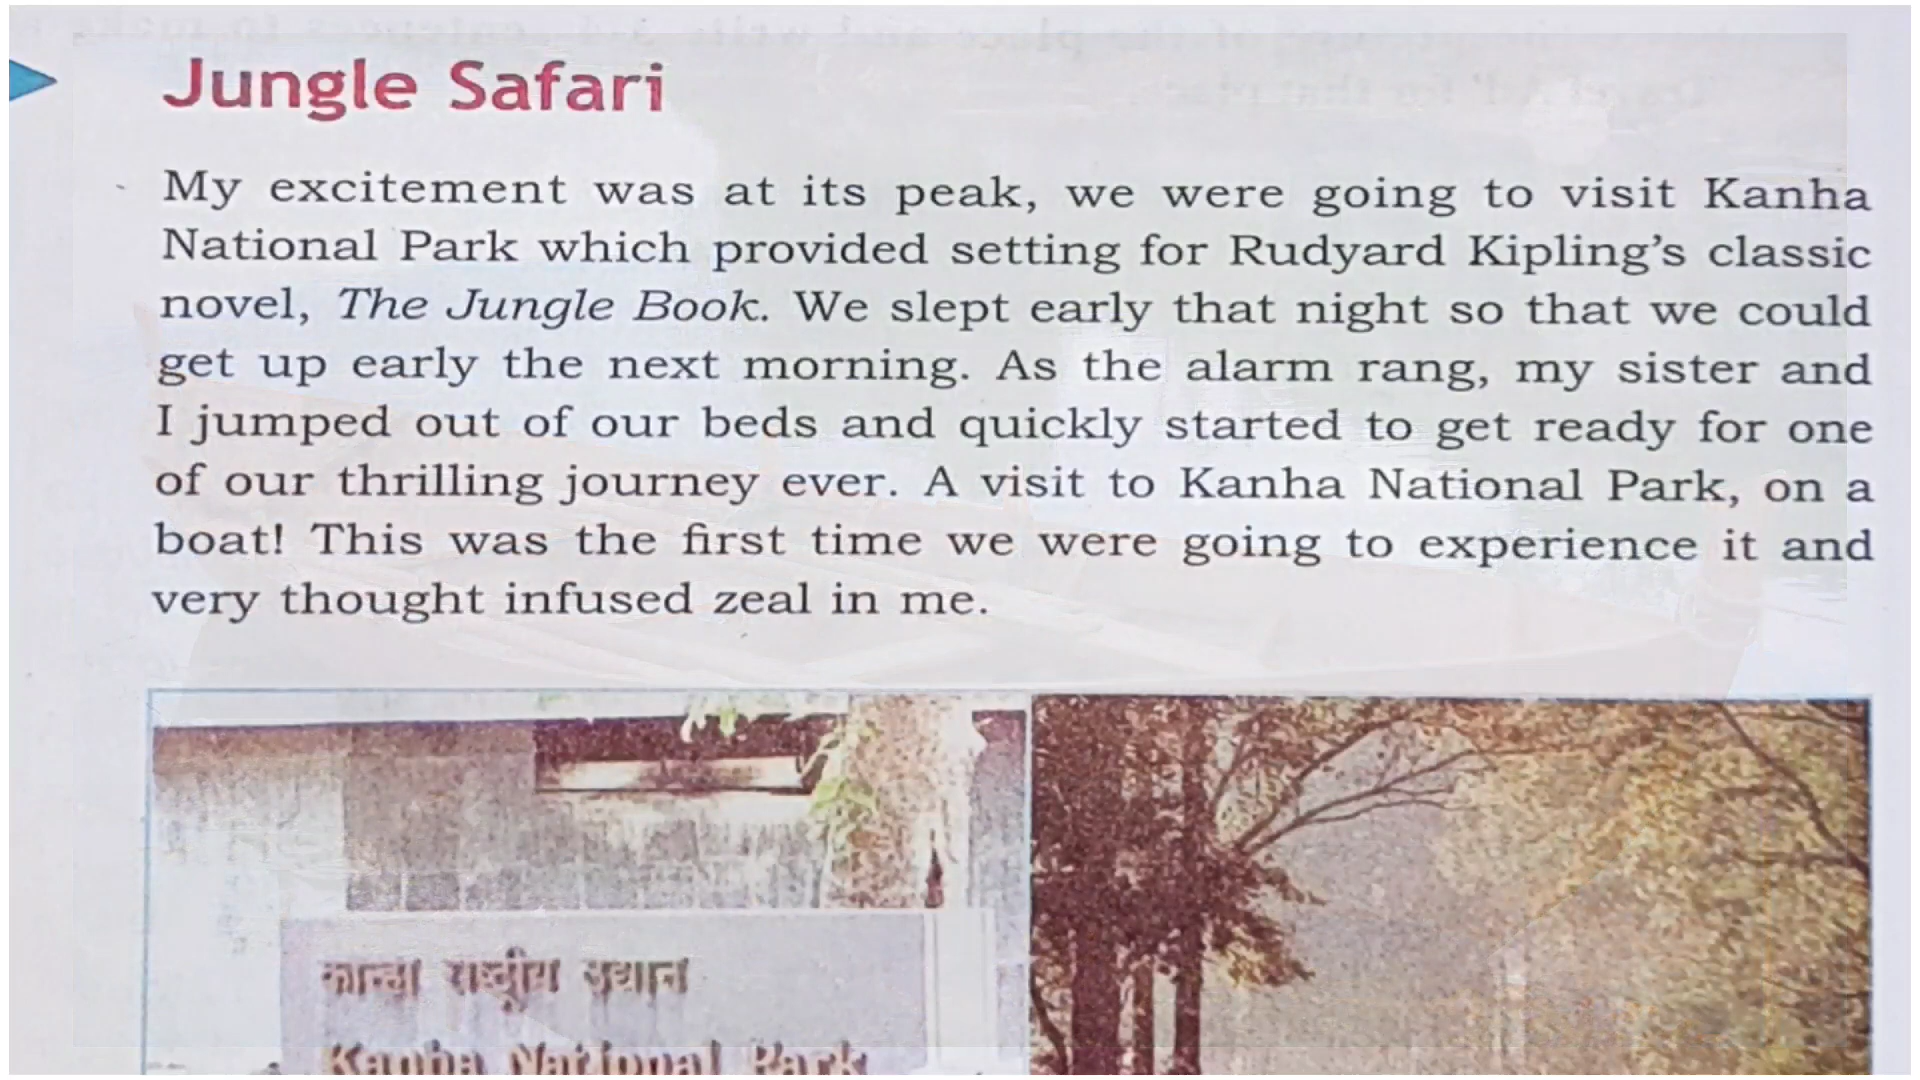 Jungle Safari
My excitement was at its peak, we were going to visit Kanha
National Park which provided setting for Rudyard Kipling's classic
novel, The Jungle Book. We slept early that night so that we could
get up early the next morning. As the alarm rang, my sister and
I jumped out of our beds and quickly started to get ready for one
of our thrilling journey ever. A visit to Kanha National Park, on a
boat! This was the first time we were going to experience it and
very thought infused zeal in me.
कान्हा राष्ट्रीय उद्यान
Kanha National Park